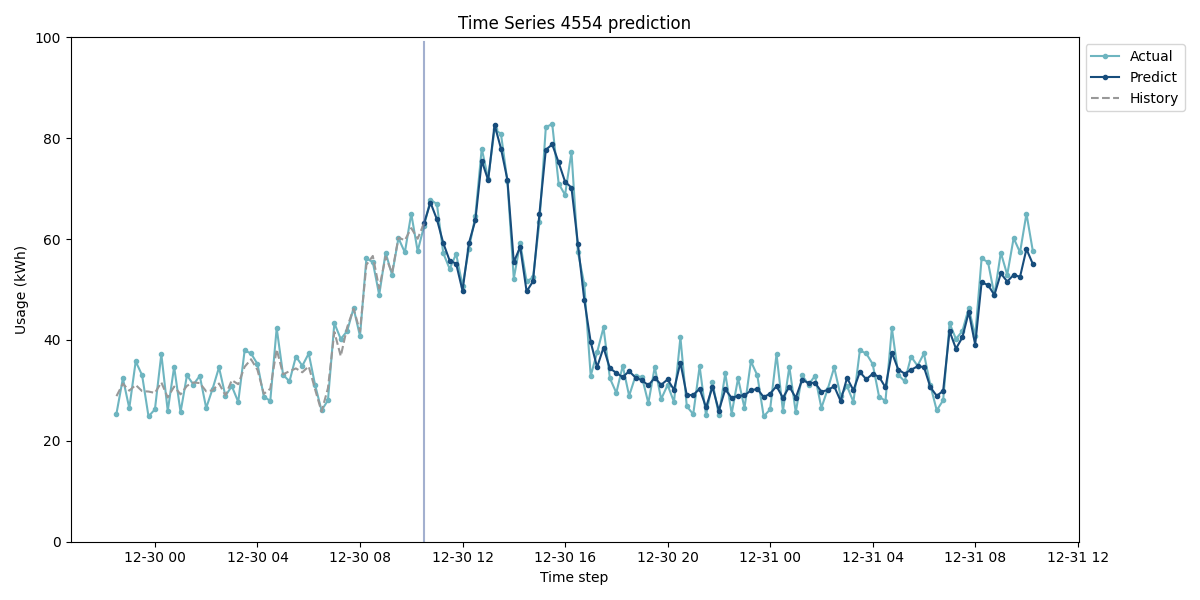 Time Series 4554 prediction
100
80
60
40
20
0
Usage (kWh)
12-30 00
12-30 04
12-30 08
12-30 12
12-30 16
12-30 20
12-31 00
12-31 04
12-31 08
12-31 12
Time step
Actual
Predict
History